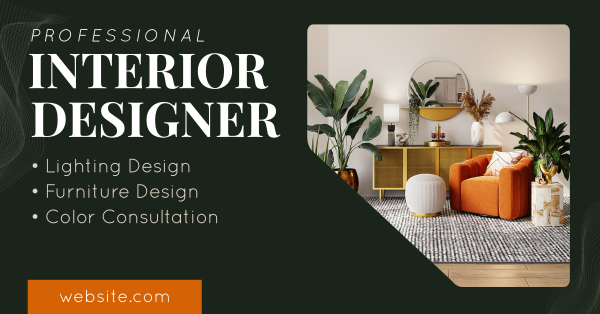 PROFESSIONAL
INTERIOR
DESIGNER
• Lighting Design
• Furniture Design
• Color Consultation
website.com